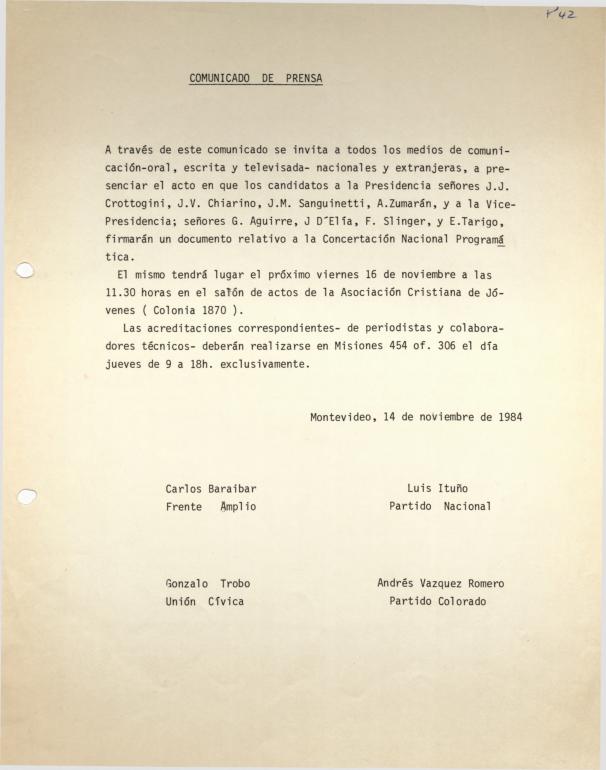 P42
COMUNICADO DE PRENSA
A través de este comunicado se invita a todos los medios de comuni-
cación-oral, escrita y televisada- nacionales y extranjeras, a pre-
senciar el acto en que los candidatos a la Presidencia señores J.J.
Crottogini, J.V. Chiarino, J.M. Sanguinetti, A.Zumarán, y a la Vice-
Presidencia; señores G. Aguirre, J D´Elía, F. Slinger, y E.Tarigo,
firmarán un documento relativo a la Concertación Nacional Programá
tica.
El mismo tendrá lugar el próximo viernes 16 de noviembre a las
11.30 horas en el salón de actos de la Asociación Cristiana de Jó-
venes ( Colonia 1870 ).
Las acreditaciones correspondientes- de periodistas y colabora-
dores técnicos- deberán realizarse en Misiones 454 of. 306 el día
jueves de 9 a 18h. exclusivamente.
Montevideo, 14 de noviembre de 1984
Carlos Baraibar Luis Ituño
Frente Amplio Partido Nacional
Gonzalo Trobo Andrés Vazquez Romero
Unión Cívica Partido Colorado